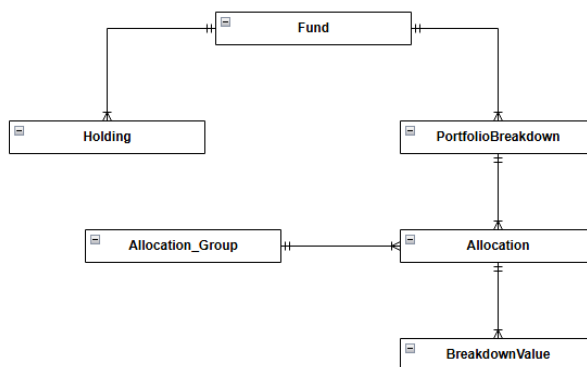 Fund
Holding
PortfolioBreakdown
Allocation_Group
Allocation
BreakdownValue